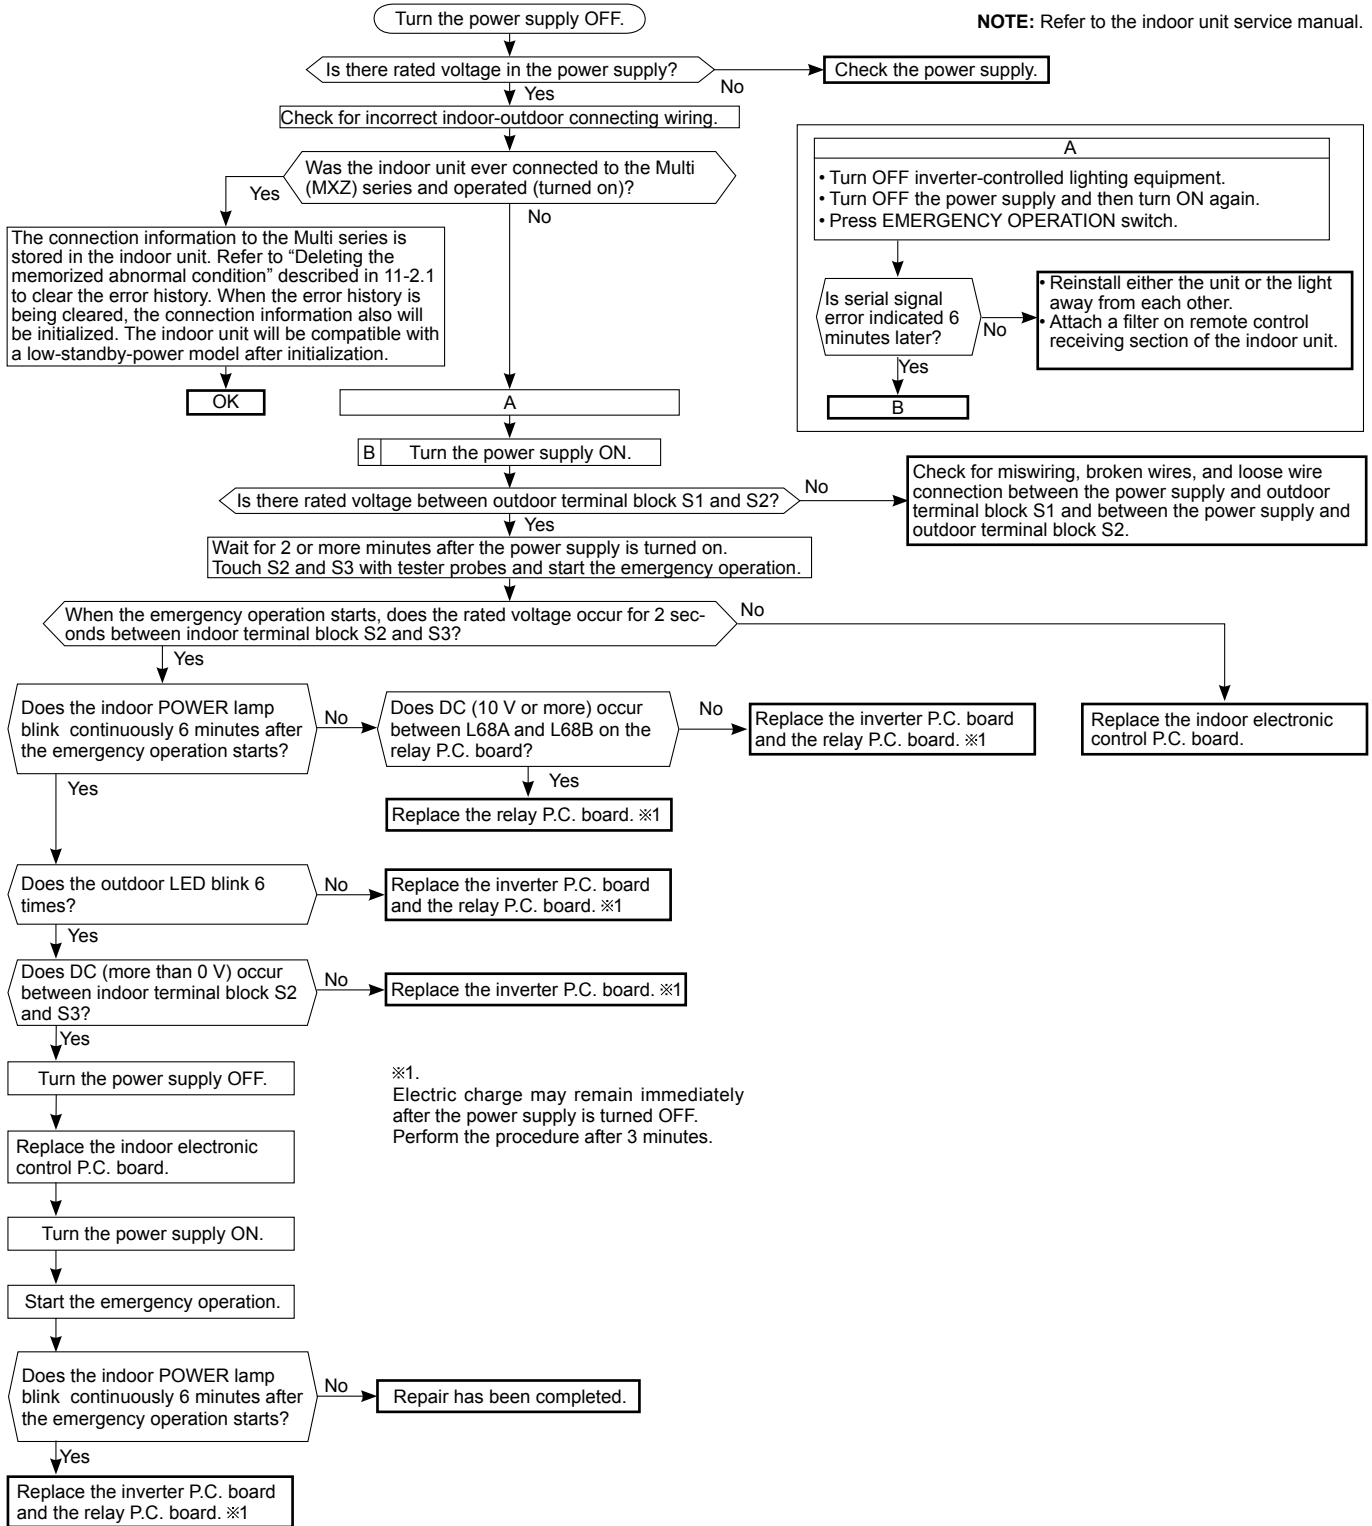 Turn the power supply OFF.
NOTE: Refer to the indoor unit service manual.
Is there rated voltage in the power supply?
No
Check the power supply.
Yes
Check for incorrect indoor-outdoor connecting wiring.
Was the indoor unit ever connected to the Multi
(MXZ) series and operated (turned on)?
Yes
No
The connection information to the Multi series is
stored in the indoor unit. Refer to “Deleting the
memorized abnormal condition” described in 11-2.1
to clear the error history. When the error history is
being cleared, the connection information also will
be initialized. The indoor unit will be compatible with
a low-standby-power model after initialization.
OK
A
• Turn OFF inverter-controlled lighting equipment.
• Turn OFF the power supply and then turn ON again.
• Press EMERGENCY OPERATION switch.
Is serial signal
error indicated 6
minutes later?
No
• Reinstall either the unit or the light
away from each other.
• Attach a filter on remote control
receiving section of the indoor unit.
Yes
B
A
B Turn the power supply ON.
Is there rated voltage between outdoor terminal block S1 and S2?
No
Check for miswiring, broken wires, and loose wire
connection between the power supply and outdoor
terminal block S1 and between the power supply and
outdoor terminal block S2.
Yes
Wait for 2 or more minutes after the power supply is turned on.
Touch S2 and S3 with tester probes and start the emergency operation.
When the emergency operation starts, does the rated voltage occur for 2 sec-
onds between indoor terminal block S2 and S3?
No
Yes
Does the indoor POWER lamp
blink continuously 6 minutes after
the emergency operation starts?
No
Does DC (10 V or more) occur
between L68A and L68B on the
relay P.C. board?
No
Replace the inverter P.C. board
and the relay P.C. board. ※1
Replace the indoor electronic
control P.C. board.
Yes
Yes
Replace the relay P.C. board. ※1
Does the outdoor LED blink 6
times?
No
Replace the inverter P.C. board
and the relay P.C. board. ※1
Yes
Does DC (more than 0 V) occur
between indoor terminal block S2
and S3?
No
Replace the inverter P.C. board. ※1
Yes
Turn the power supply OFF.
※1.
Electric charge may remain immediately
after the power supply is turned OFF.
Perform the procedure after 3 minutes.
Replace the indoor electronic
control P.C. board.
Turn the power supply ON.
Start the emergency operation.
Does the indoor POWER lamp
blink continuously 6 minutes after
the emergency operation starts?
No
Repair has been completed.
Yes
Replace the inverter P.C. board
and the relay P.C. board. ※1